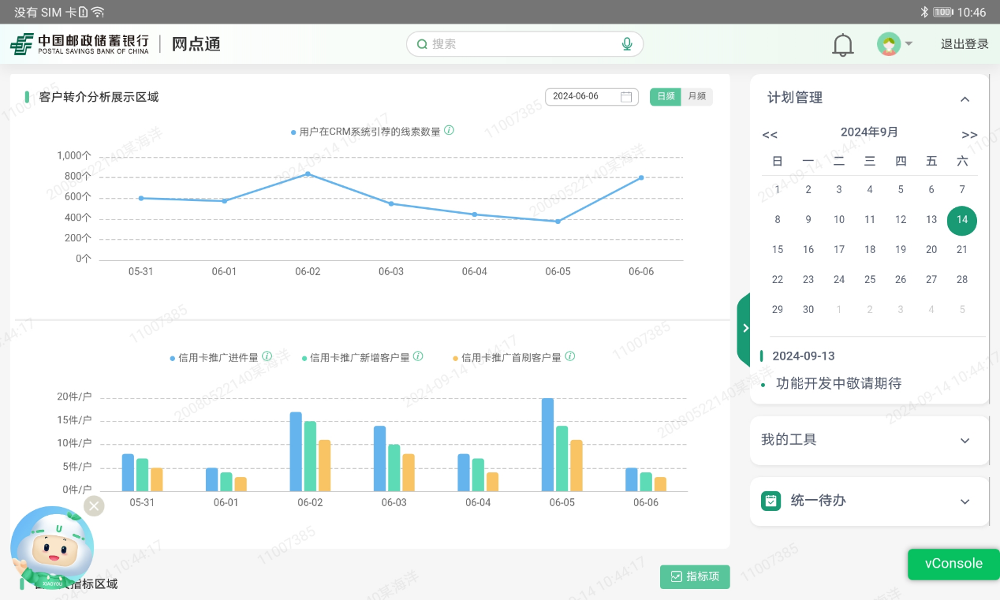 没有 SIM 卡 100 10:46
中国邮政储蓄银行 网点通 搜索 退出登录
POSTAL SAVINGS BANK OF CHINA
客户转介分析展示区域 2024-06-06 日频 月频
用户在CRM系统引荐的线索数量
1,000个
800个
600个
400个
200个
0个
05-31 06-01 06-02 06-03 06-04 06-05 06-06
信用卡推广进件量 信用卡推广新增客户量 信用卡推广首刷客户量
20件/户
15件/户
10件/户
5件/户
0件/户
05-31 06-01 06-02 06-03 06-04 06-05 06-06
U
XIAOYOU
指标区域 指标项
计划管理
<< 2024年9月 >>
日 一 二 三 四 五 六
1 2 3 4 5 6 7
8 9 10 11 12 13 14
15 16 17 18 19 20 21
22 23 24 25 26 27 28
29 30 1 2 3 4 5
2024-09-13
功能开发中敬请期待
我的工具
统一待办
vConsole
11007385
20080522140某海洋
2024-09-14 10:44:17